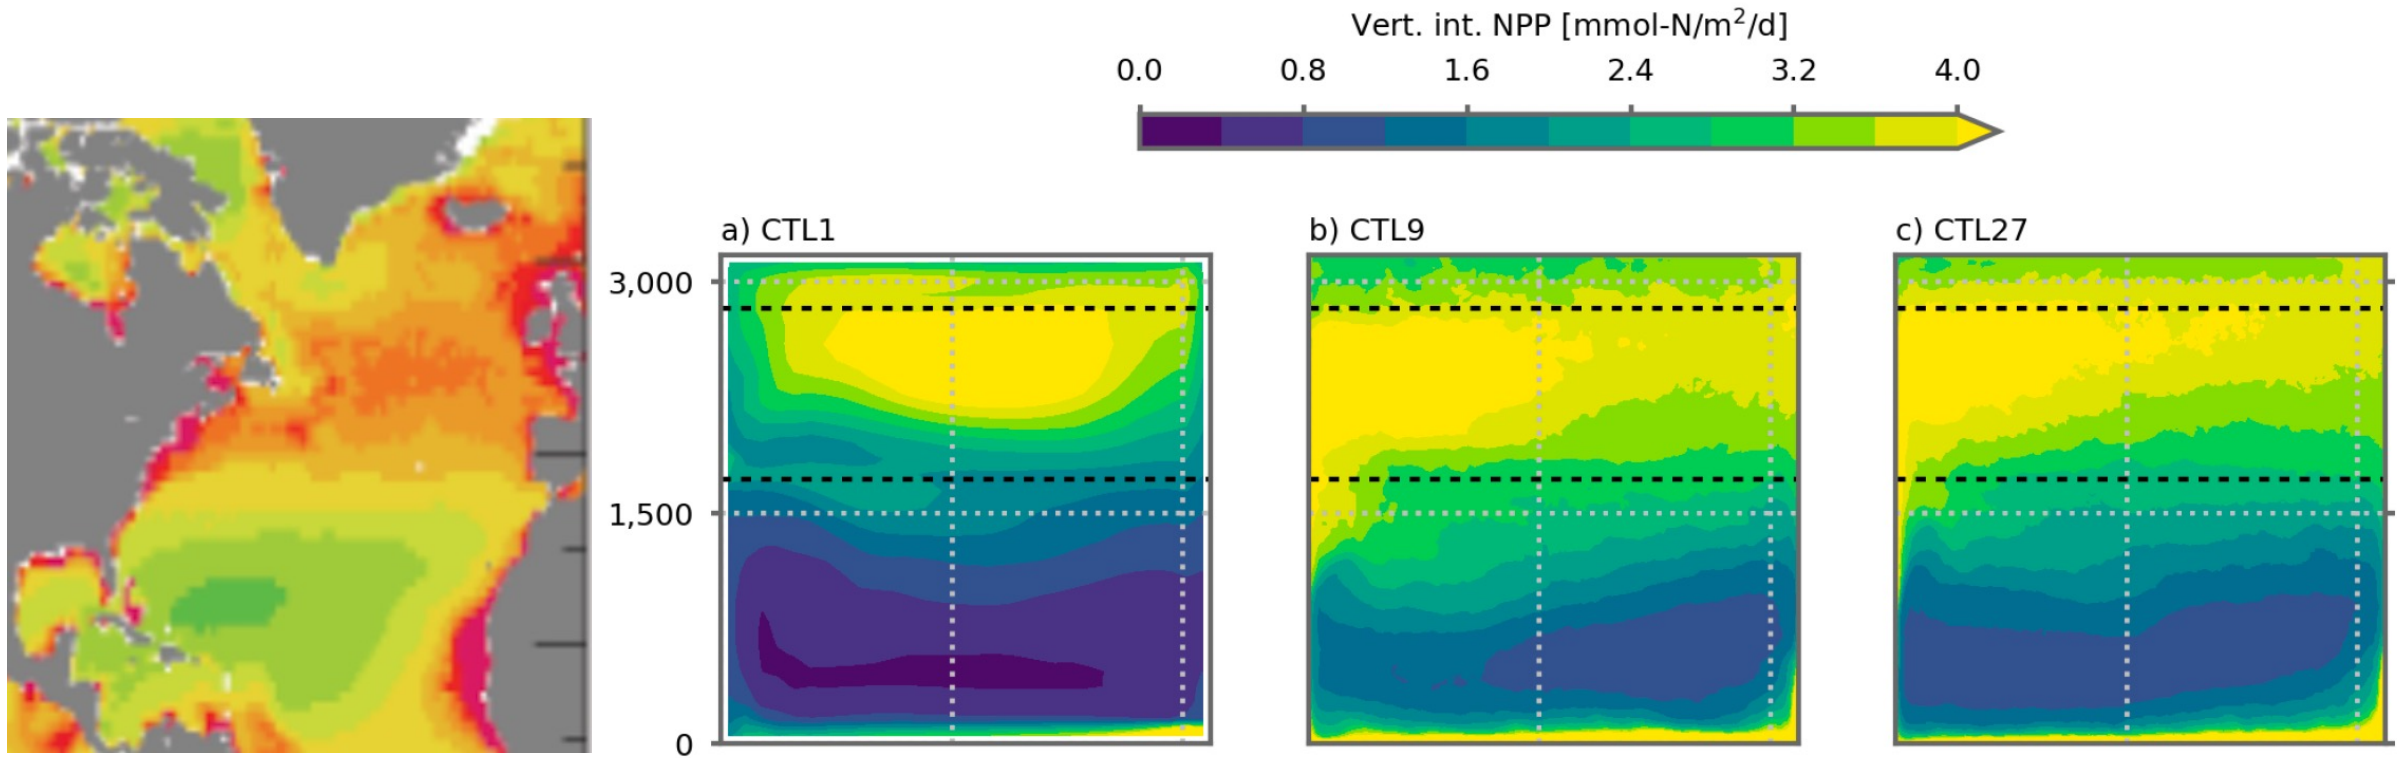 Vert. int. NPP [mmol-N/m²/d]
0.0 0.8 1.6 2.4 3.2 4.0
a) CTL1 b) CTL9 c) CTL27
3,000
1,500
0